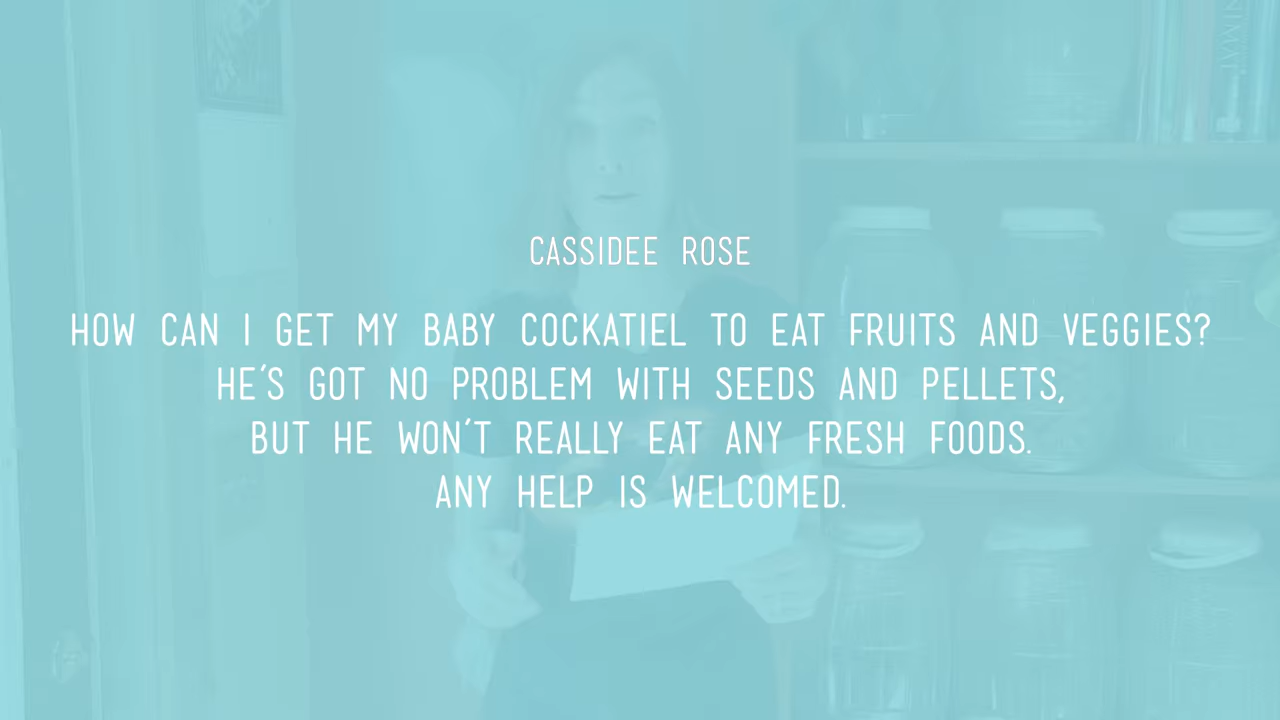 CASSIDEE ROSE
HOW CAN I GET MY BABY COCKATIEL TO EAT FRUITS AND VEGGIES?
HE'S GOT NO PROBLEM WITH SEEDS AND PELLETS,
BUT HE WON'T REALLY EAT ANY FRESH FOODS.
ANY HELP IS WELCOMED.